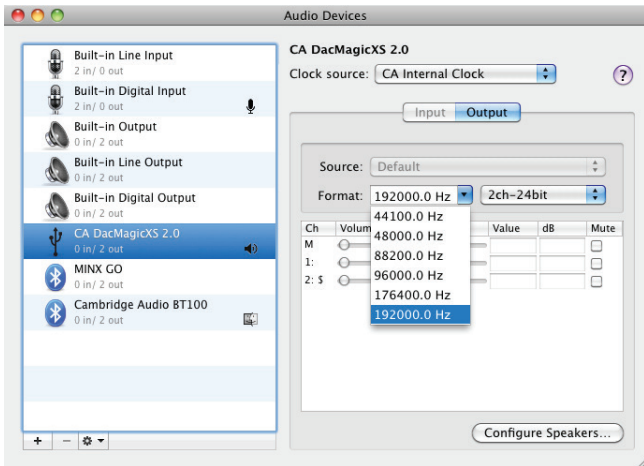 Audio Devices
Built-in Line Input
2 in/ 0 out
Built-in Digital Input
2 in/ 0 out
Built-in Output
0 in/ 2 out
Built-in Line Output
0 in/ 2 out
Built-in Digital Output
0 in/ 2 out
CA DacMagicXS 2.0
0 in/ 2 out
MINX GO
0 in/ 2 out
Cambridge Audio BT100
0 in/ 2 out
+ −
CA DacMagicXS 2.0
Clock source: CA Internal Clock ?
Input Output
Source: Default
Format: 192000.0 Hz 2ch-24bit
44100.0 Hz
48000.0 Hz
88200.0 Hz
96000.0 Hz
176400.0 Hz
192000.0 Hz
Ch Volum Value dB Mute
M
1:
2: $
Configure Speakers...